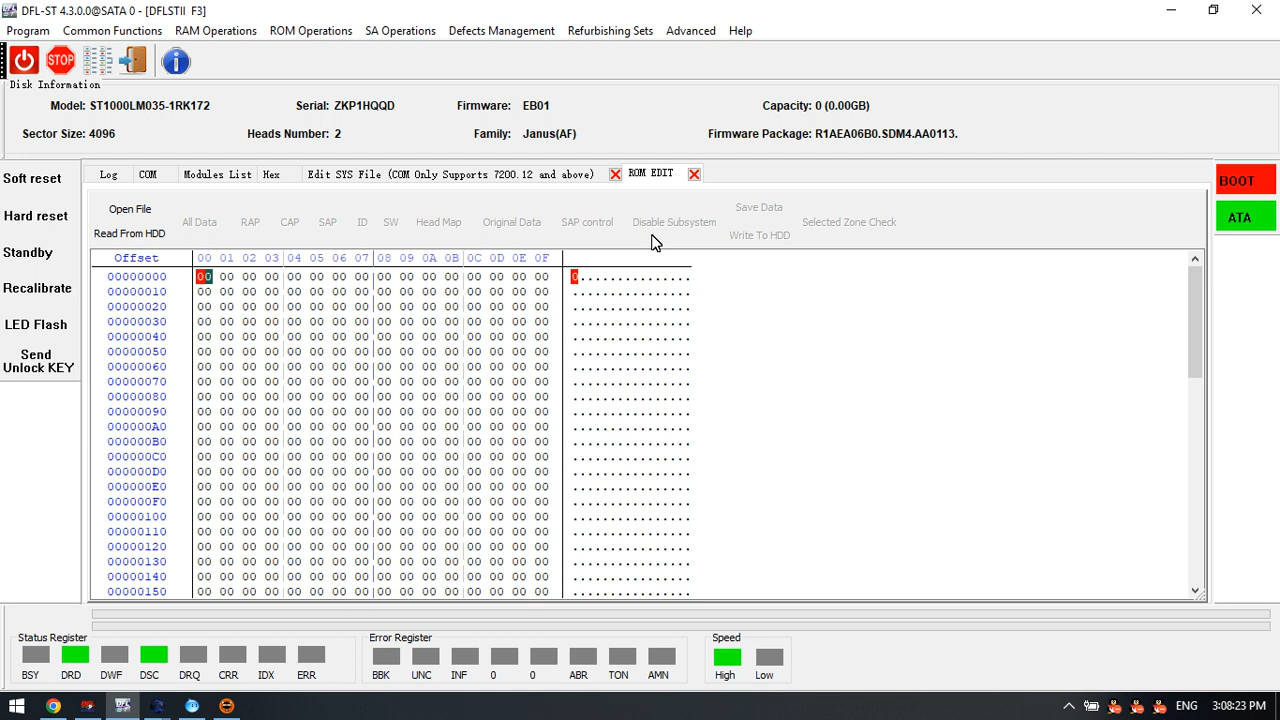 DFL-ST 4.3.0.0@SATA 0 - [DFLSTII F3]
Program Common Functions RAM Operations ROM Operations SA Operations Defects Management Refurbishing Sets Advanced Help
STOP
Disk Information
Model: ST1000LM035-1RK172 Serial: ZKP1HQQD Firmware: EB01 Capacity: 0 (0.00GB)
Sector Size: 4096 Heads Number: 2 Family: Janus(AF) Firmware Package: R1AEA06B0.SDM4.AA0113.
Soft reset
Hard reset
Standby
Recalibrate
LED Flash
Send
Unlock KEY
Log COM Modules List Hex Edit SYS File (COM Only Supports 7200.12 and above) ROM EDIT
Open File
Read From HDD
All Data RAP CAP SAP ID SW Head Map Original Data SAP control Disable Subsystem
Save Data
Write To HDD
Selected Zone Check
Offset 00 01 02 03 04 05 06 07 08 09 0A 0B 0C 0D 0E 0F
00000000 00 00 00 00 00 00 00 00 00 00 00 00 00 00 00 00 0...............
00000010 00 00 00 00 00 00 00 00 00 00 00 00 00 00 00 00 ................
00000020 00 00 00 00 00 00 00 00 00 00 00 00 00 00 00 00 ................
00000030 00 00 00 00 00 00 00 00 00 00 00 00 00 00 00 00 ................
00000040 00 00 00 00 00 00 00 00 00 00 00 00 00 00 00 00 ................
00000050 00 00 00 00 00 00 00 00 00 00 00 00 00 00 00 00 ................
00000060 00 00 00 00 00 00 00 00 00 00 00 00 00 00 00 00 ................
00000070 00 00 00 00 00 00 00 00 00 00 00 00 00 00 00 00 ................
00000080 00 00 00 00 00 00 00 00 00 00 00 00 00 00 00 00 ................
00000090 00 00 00 00 00 00 00 00 00 00 00 00 00 00 00 00 ................
000000A0 00 00 00 00 00 00 00 00 00 00 00 00 00 00 00 00 ................
000000B0 00 00 00 00 00 00 00 00 00 00 00 00 00 00 00 00 ................
000000C0 00 00 00 00 00 00 00 00 00 00 00 00 00 00 00 00 ................
000000D0 00 00 00 00 00 00 00 00 00 00 00 00 00 00 00 00 ................
000000E0 00 00 00 00 00 00 00 00 00 00 00 00 00 00 00 00 ................
000000F0 00 00 00 00 00 00 00 00 00 00 00 00 00 00 00 00 ................
00000100 00 00 00 00 00 00 00 00 00 00 00 00 00 00 00 00 ................
00000110 00 00 00 00 00 00 00 00 00 00 00 00 00 00 00 00 ................
00000120 00 00 00 00 00 00 00 00 00 00 00 00 00 00 00 00 ................
00000130 00 00 00 00 00 00 00 00 00 00 00 00 00 00 00 00 ................
00000140 00 00 00 00 00 00 00 00 00 00 00 00 00 00 00 00 ................
00000150 00 00 00 00 00 00 00 00 00 00 00 00 00 00 00 00 ................
BOOT
ATA
Status Register Error Register Speed
BSY DRD DWF DSC DRQ CRR IDX ERR BBK UNC INF 0 0 ABR TON AMN High Low
ENG 3:08:23 PM